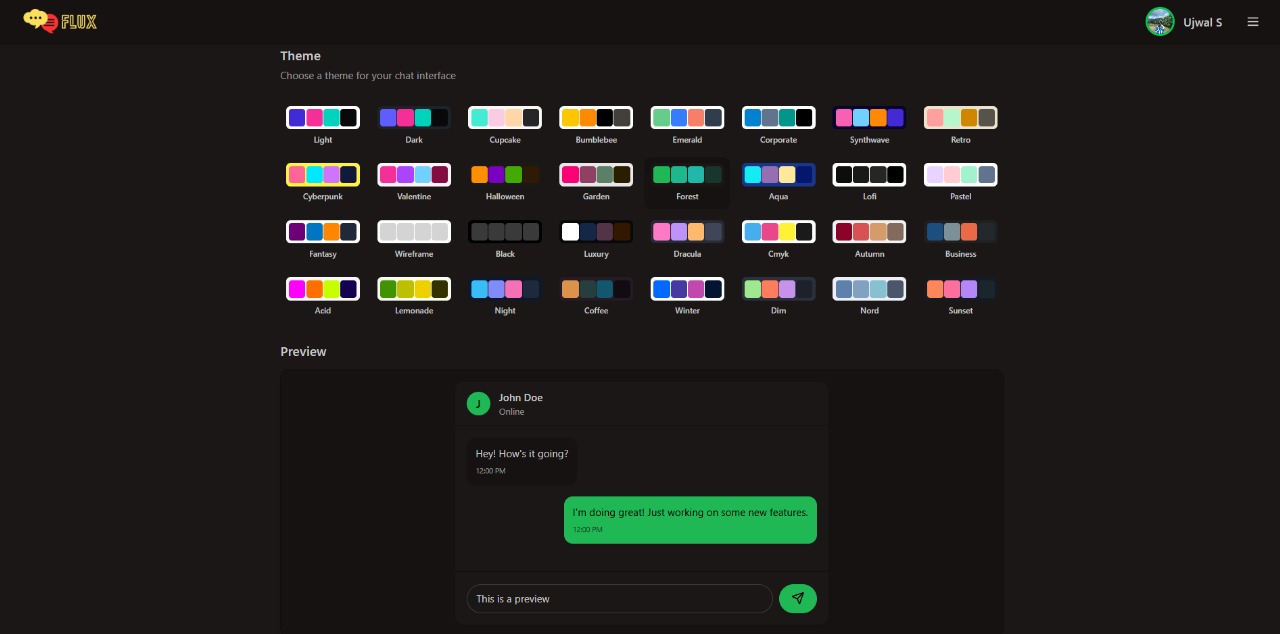 FLUX
Ujwal S
Theme
Choose a theme for your chat interface
Light Dark Cupcake Bumblebee Emerald Corporate Synthwave Retro
Cyberpunk Valentine Halloween Garden Forest Aqua Lofi Pastel
Fantasy Wireframe Black Luxury Dracula Cmyk Autumn Business
Acid Lemonade Night Coffee Winter Dim Nord Sunset
Preview
J
John Doe
Online
Hey! How's it going?
12:00 PM
I'm doing great! Just working on some new features.
12:00 PM
This is a preview